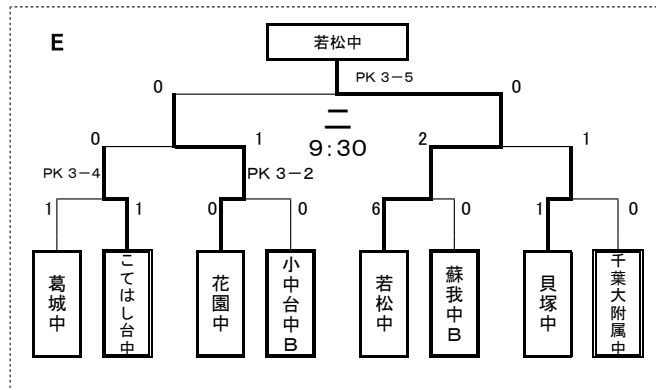 E
若松中
PK 3-5
0
0
二
9:30
0
1
2
1
PK 3-4
PK 3-2
1
1
0
0
6
0
1
0
葛城中
こてはし台中
花園中
小中台中B
若松中
蘇我中B
貝塚中
千葉大附属中